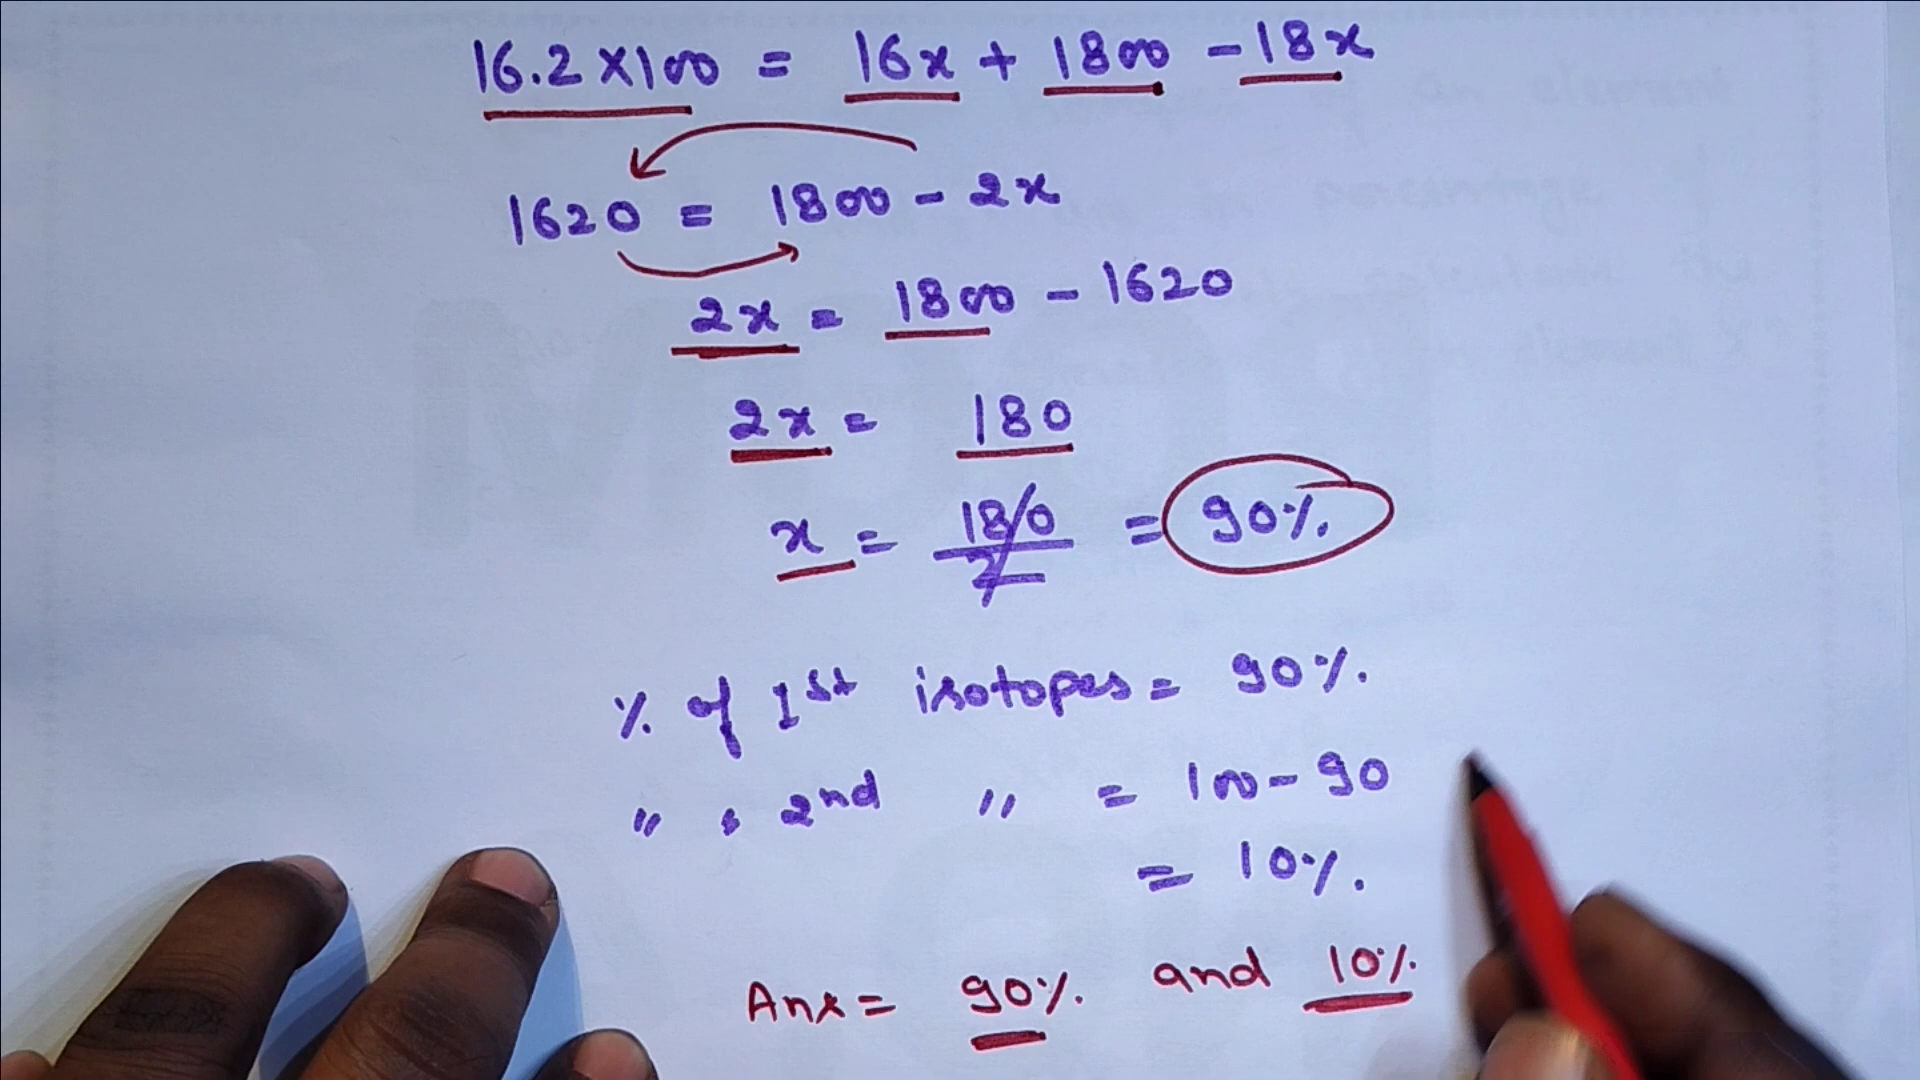 16.2 × 100 = 16x + 1800 - 18x
1620 = 1800 - 2x
2x = 1800 - 1620
2x = 180
x = 180/2 = 90%.
% of 1st isotopes = 90%.
" " 2nd " = 100 - 90
= 10%.
Ans = 90%. and 10%.